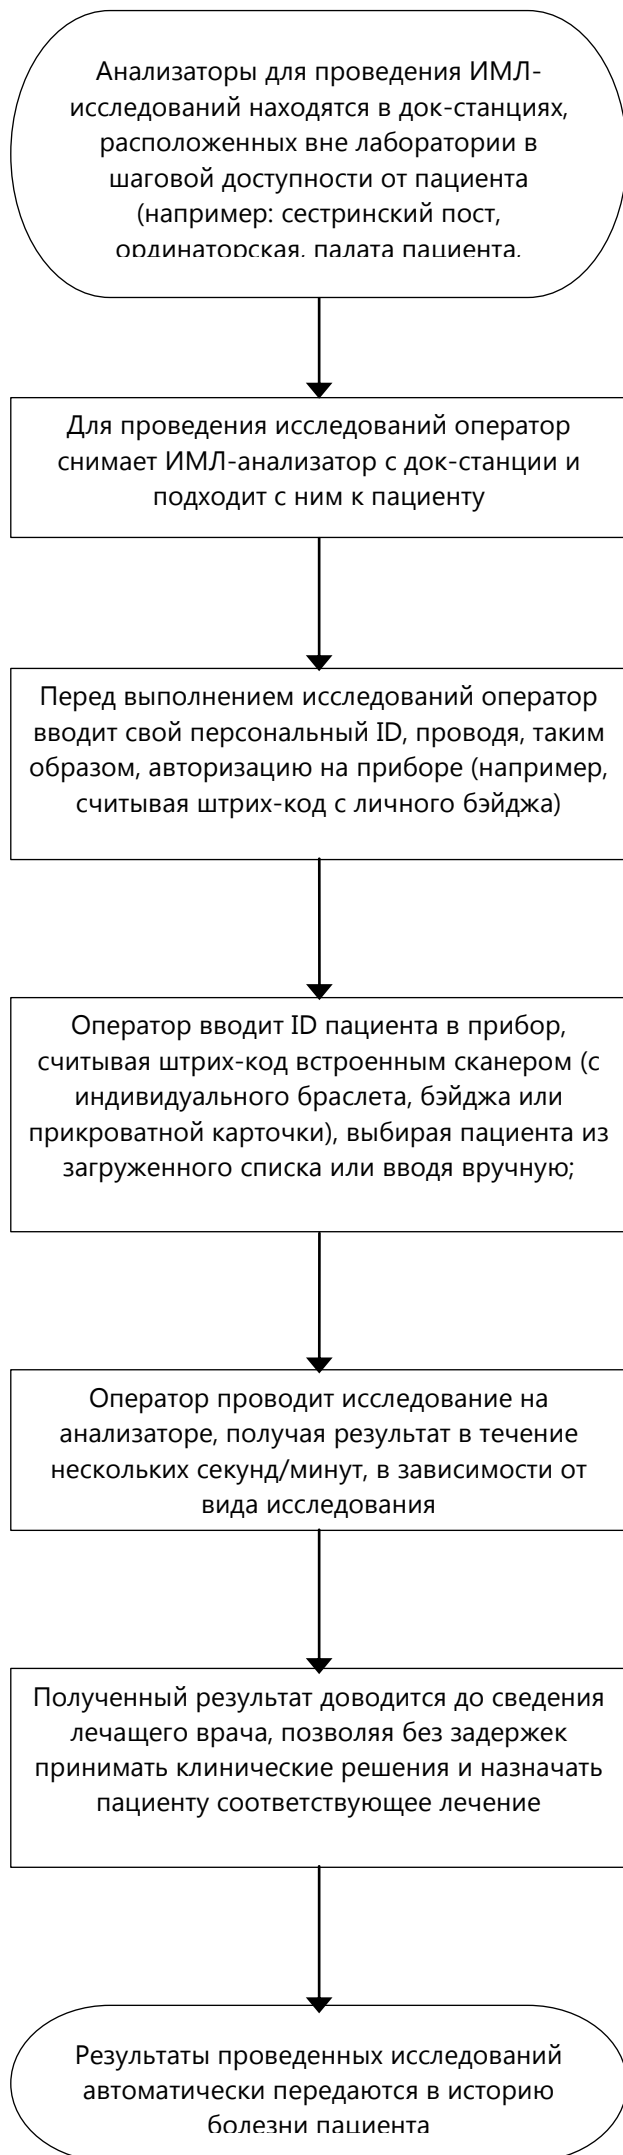 Анализаторы для проведения ИМЛ-
исследований находятся в док-станциях,
расположенных вне лаборатории в
шаговой доступности от пациента
(например: сестринский пост,
ординаторская, палата пациента,
Для проведения исследований оператор
снимает ИМЛ-анализатор с док-станции и
подходит с ним к пациенту
Перед выполнением исследований оператор
вводит свой персональный ID, проводя, таким
образом, авторизацию на приборе (например,
считывая штрих-код с личного бэйджа)
Оператор вводит ID пациента в прибор,
считывая штрих-код встроенным сканером (с
индивидуального браслета, бэйджа или
прикроватной карточки), выбирая пациента из
загруженного списка или вводя вручную;
Оператор проводит исследование на
анализаторе, получая результат в течение
нескольких секунд/минут, в зависимости от
вида исследования
Полученный результат доводится до сведения
лечащего врача, позволяя без задержек
принимать клинические решения и назначать
пациенту соответствующее лечение
Результаты проведенных исследований
автоматически передаются в историю
болезни пациента